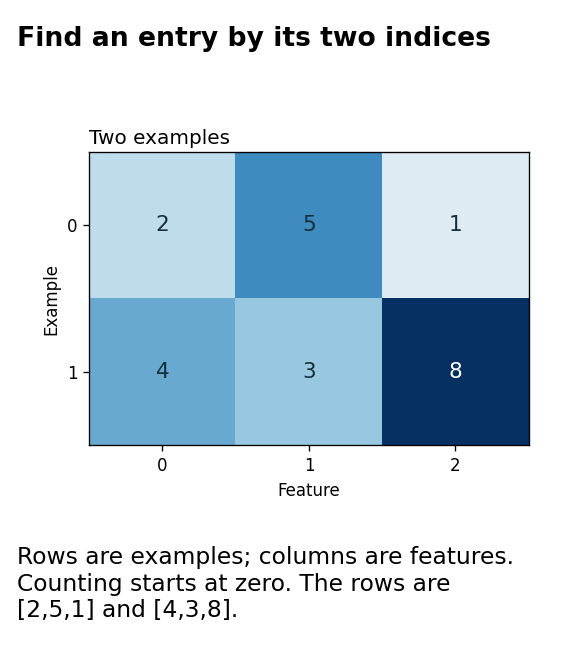 Find an entry by its two indices
Two examples
0 2 5 1
Example
1 4 3 8
0 1 2
Feature
Rows are examples; columns are features.
Counting starts at zero. The rows are
[2,5,1] and [4,3,8].